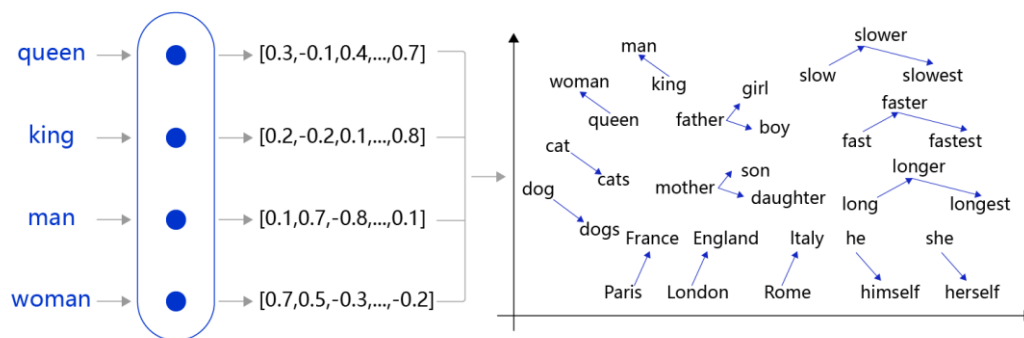 queen
[0.3,-0.1,0.4,...,0.7]
king
[0.2,-0.2,0.1,...,0.8]
man
[0.1,0.7,-0.8,...,0.1]
woman
[0.7,0.5,-0.3,...,-0.2]
man
king
woman
queen
cat
cats
dog
dogs
father
girl
boy
mother
son
daughter
slow
slower
slowest
fast
faster
fastest
long
longer
longest
France
Paris
England
London
Italy
Rome
he
himself
she
herself